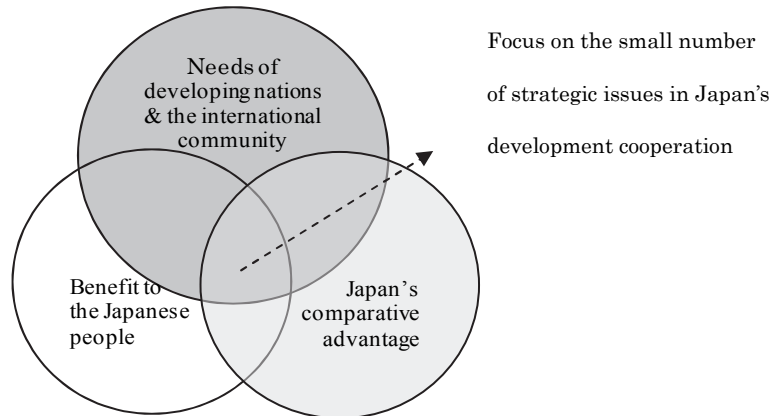 Needs of
developing nations
& the international
community
Benefit to
the Japanese
people
Japan's
comparative
advantage
Focus on the small number
of strategic issues in Japan's
development cooperation